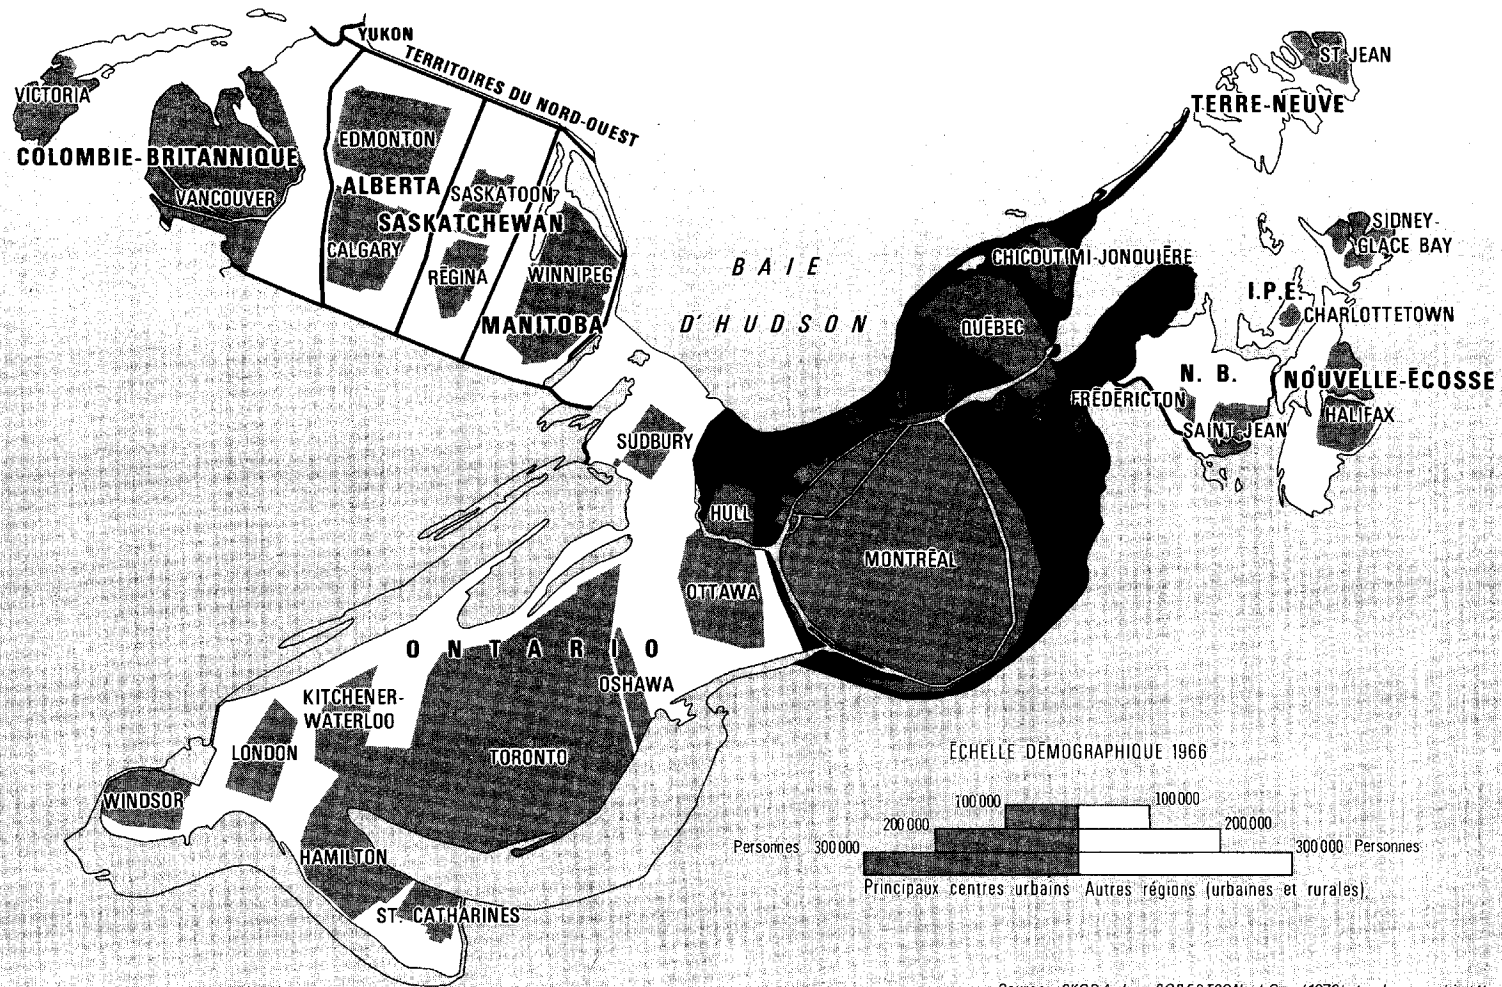 YUKON
TERRITOIRES DU NORD-OUEST
VICTORIA
COLOMBIE-BRITANNIQUE
VANCOUVER
EDMONTON
ALBERTA
CALGARY
SASKATOON
SASKATCHEWAN
RÉGINA
WINNIPEG
MANITOBA
BAIE
D'HUDSON
ST-JEAN
TERRE-NEUVE
SIDNEY-
GLACE BAY
CHICOUTIMI-JONQUIÈRE
I.P.E.
CHARLOTTETOWN
QUÉBEC
N. B.
NOUVELLE-ÉCOSSE
FRÉDÉRICTON
SAINT-JEAN
HALIFAX
SUDBURY
HULL
MONTRÉAL
OTTAWA
ONTARIO
OSHAWA
KITCHENER-
WATERLOO
LONDON
TORONTO
WINDSOR
HAMILTON
ST. CATHARINES
ÉCHELLE DÉMOGRAPHIQUE 1966
100 000 100 000
200 000 200 000
Personnes 300 000 300 000 Personnes
Principaux centres urbains Autres régions (urbaines et rurales)